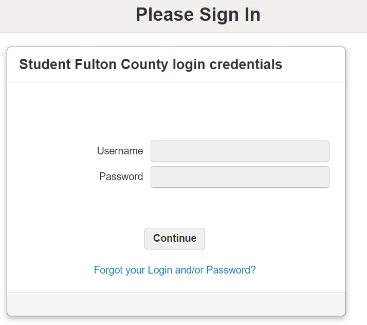 Please Sign In
Student Fulton County login credentials
Username
Password
Continue
Forgot your Login and/or Password?